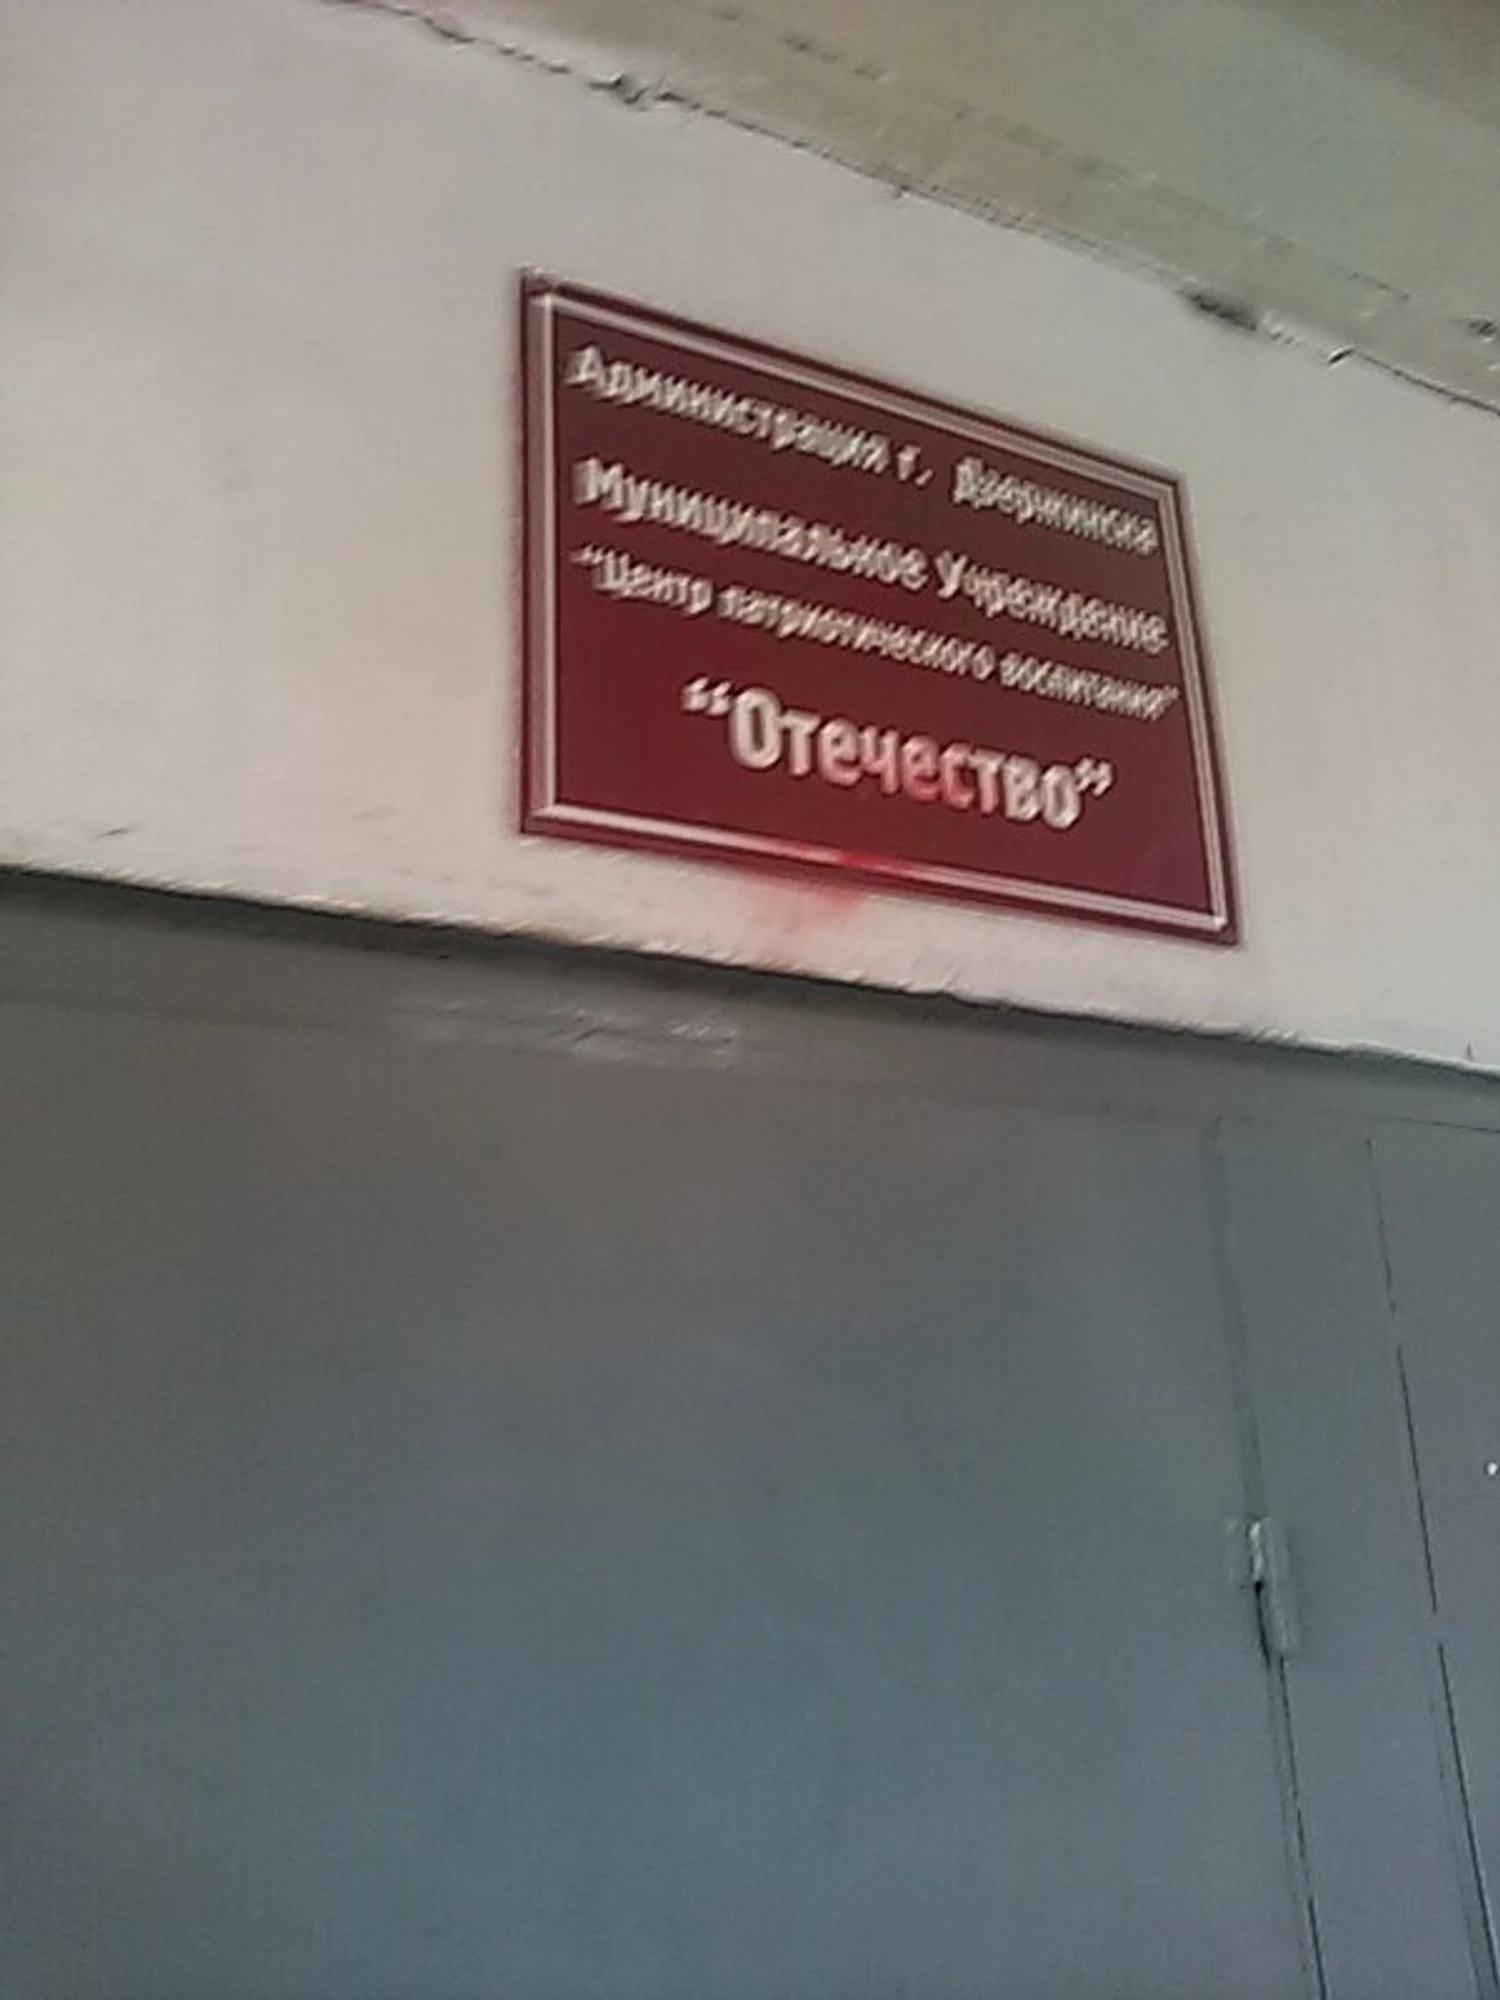 Администрация г. Дзержинска
Муниципальное Учреждение
“Центр патриотического воспитания”
“Отечество”